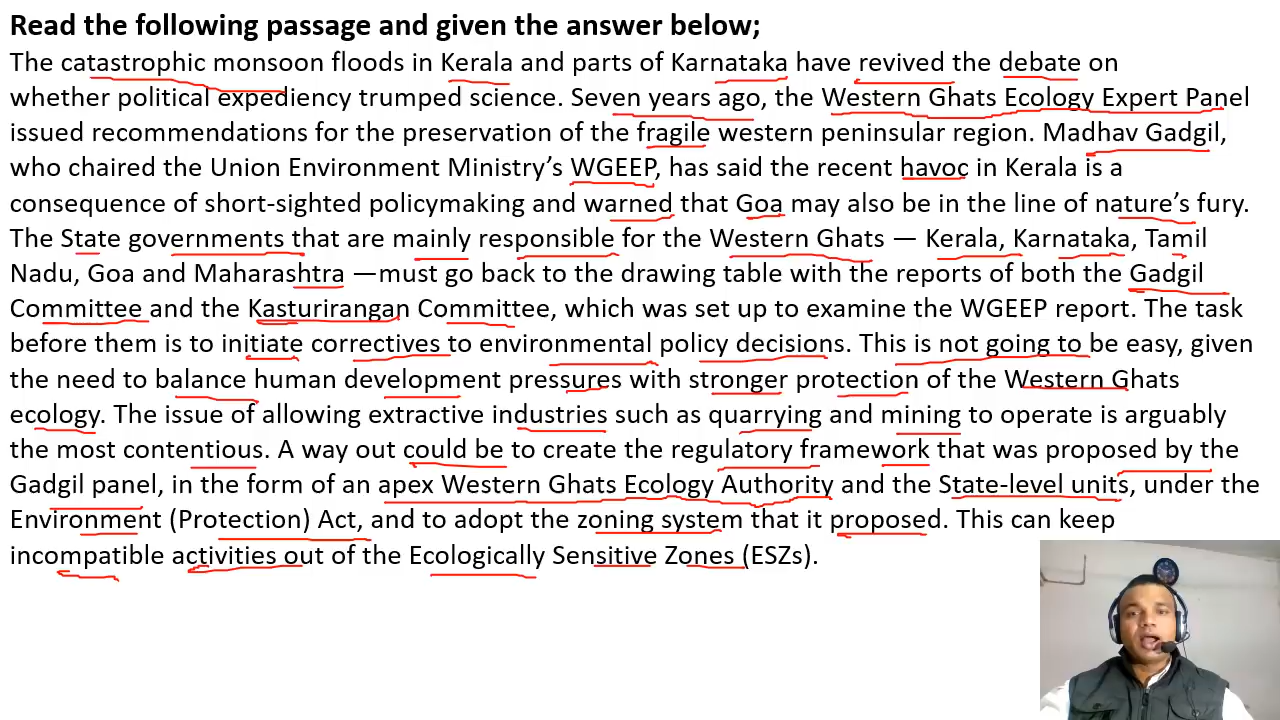 Read the following passage and given the answer below;
The catastrophic monsoon floods in Kerala and parts of Karnataka have revived the debate on
whether political expediency trumped science. Seven years ago, the Western Ghats Ecology Expert Panel
issued recommendations for the preservation of the fragile western peninsular region. Madhav Gadgil,
who chaired the Union Environment Ministry’s WGEEP, has said the recent havoc in Kerala is a
consequence of short-sighted policymaking and warned that Goa may also be in the line of nature’s fury.
The State governments that are mainly responsible for the Western Ghats — Kerala, Karnataka, Tamil
Nadu, Goa and Maharashtra —must go back to the drawing table with the reports of both the Gadgil
Committee and the Kasturirangan Committee, which was set up to examine the WGEEP report. The task
before them is to initiate correctives to environmental policy decisions. This is not going to be easy, given
the need to balance human development pressures with stronger protection of the Western Ghats
ecology. The issue of allowing extractive industries such as quarrying and mining to operate is arguably
the most contentious. A way out could be to create the regulatory framework that was proposed by the
Gadgil panel, in the form of an apex Western Ghats Ecology Authority and the State-level units, under the
Environment (Protection) Act, and to adopt the zoning system that it proposed. This can keep
incompatible activities out of the Ecologically Sensitive Zones (ESZs).